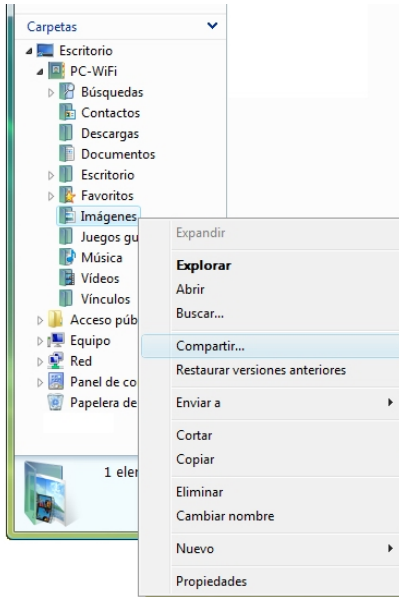 Carpetas
Escritorio
PC-WiFi
Búsquedas
Contactos
Descargas
Documentos
Escritorio
Favoritos
Imágenes
Juegos gu
Música
Vídeos
Vínculos
Acceso púb
Equipo
Red
Panel de co
Papelera de
1 eler
Expandir
Explorar
Abrir
Buscar...
Compartir...
Restaurar versiones anteriores
Enviar a
Cortar
Copiar
Eliminar
Cambiar nombre
Nuevo
Propiedades